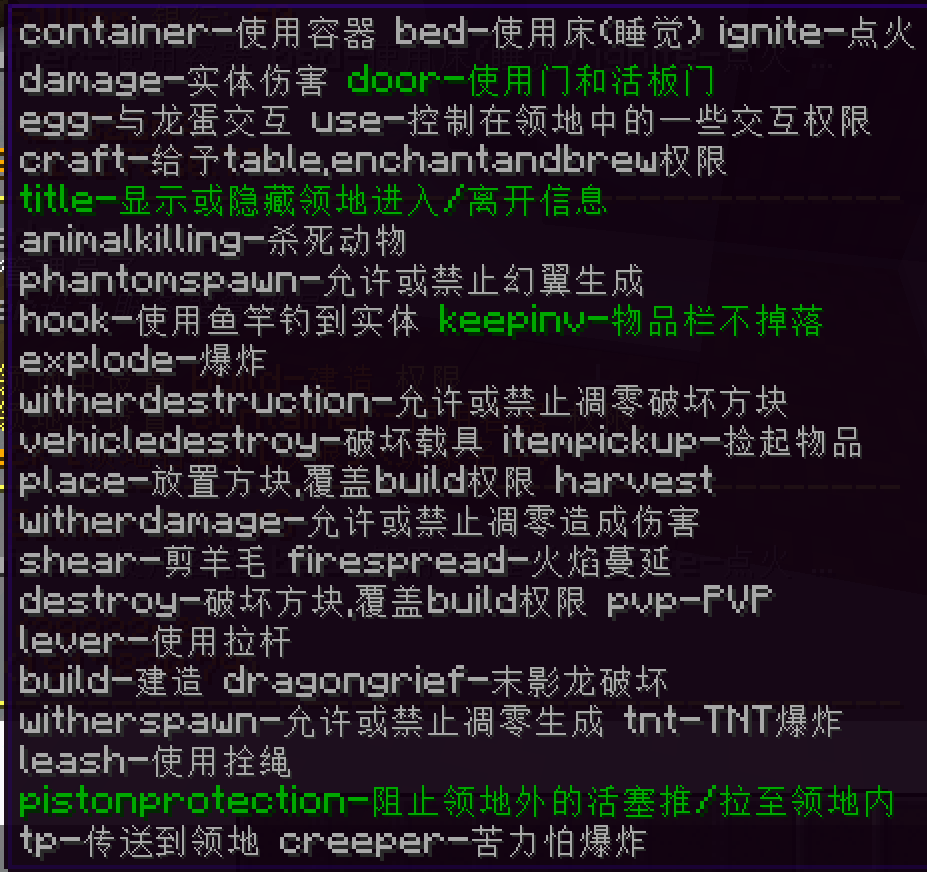 container-使用容器 bed-使用床(睡觉) ignite-点火
damage-实体伤害 door-使用门和活板门
egg-与龙蛋交互 use-控制在领地中的一些交互权限
craft-给予table,enchantandbrew权限
title-显示或隐藏领地进入/离开信息
animalkilling-杀死动物
phantomspawn-允许或禁止幻翼生成
hook-使用鱼竿钓到实体 keepinv-物品栏不掉落
explode-爆炸
witherdestruction-允许或禁止凋零破坏方块
vehicledestroy-破坏载具 itempickup-捡起物品
place-放置方块,覆盖build权限 harvest
witherdamage-允许或禁止凋零造成伤害
shear-剪羊毛 firespread-火焰蔓延
destroy-破坏方块,覆盖build权限 pvp-PVP
lever-使用拉杆
build-建造 dragongrief-末影龙破坏
witherspawn-允许或禁止凋零生成 tnt-TNT爆炸
leash-使用拴绳
pistonprotection-阻止领地外的活塞推/拉至领地内
tp-传送到领地 creeper-苦力怕爆炸